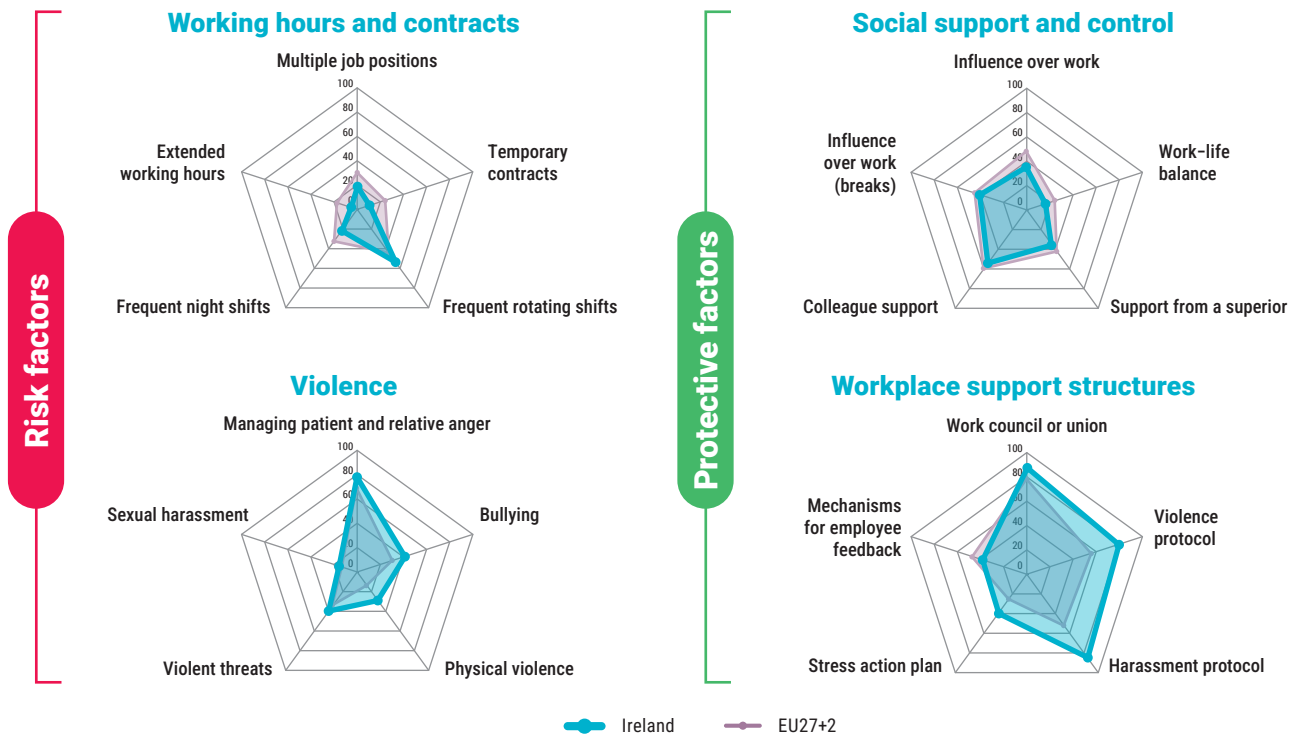 Risk factors
Working hours and contracts
Multiple job positions
100
80
60
40
20
0
Temporary
contracts
Frequent rotating shifts
Frequent night shifts
Extended
working hours
Violence
Managing patient and relative anger
100
80
60
40
20
0
Bullying
Physical violence
Violent threats
Sexual harassment
Protective factors
Social support and control
Influence over work
100
80
60
40
20
0
Work–life
balance
Support from a superior
Colleague support
Influence
over work
(breaks)
Workplace support structures
Work council or union
100
80
60
40
20
0
Violence
protocol
Harassment protocol
Stress action plan
Mechanisms
for employee
feedback
Ireland
EU27+2